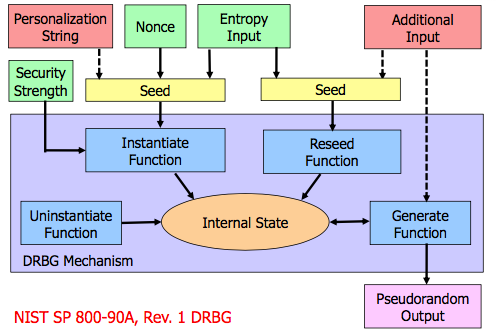 Personalization
String
Nonce
Entropy
Input
Additional
Input
Security
Strength
Seed
Seed
Instantiate
Function
Reseed
Function
Uninstantiate
Function
Internal State
Generate
Function
DRBG Mechanism
Pseudorandom
Output
NIST SP 800-90A, Rev. 1 DRBG